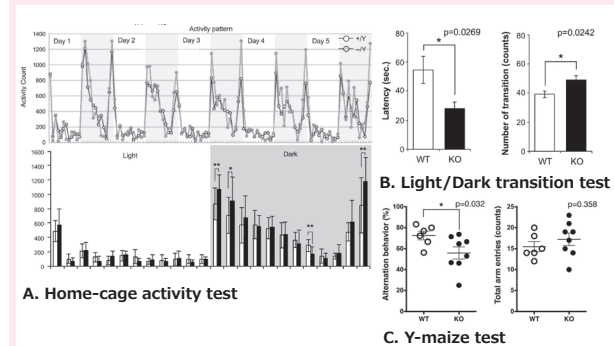 Activity pattern
Day 1 Day 2 Day 3 Day 4 Day 5
+/Y
−/Y
Activity Count
1400
1200
1000
800
600
400
200
0
1600
1400
1200
1000
800
600
400
200
0
Light Dark
** * ** **
A. Home-cage activity test
p=0.0269
*
Latency (sec.)
80
60
40
20
0
WT KO
p=0.0242
*
Number of transition (counts)
80
60
40
20
0
WT KO
B. Light/Dark transition test
* p=0.032
Alternation behavior (%)
100
80
60
40
20
0
WT KO
p=0.358
Total arm entries (counts)
25
20
15
10
5
0
WT KO
C. Y-maize test